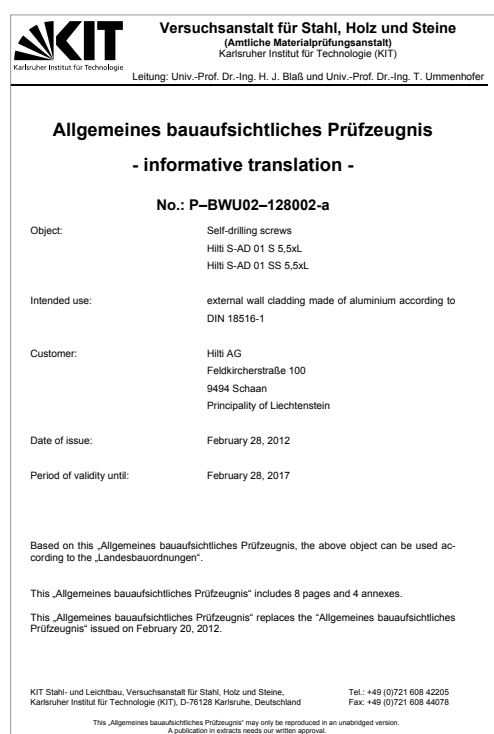 KIT
Karlsruher Institut für Technologie
Versuchsanstalt für Stahl, Holz und Steine
(Amtliche Materialprüfungsanstalt)
Karlsruher Institut für Technologie (KIT)
Leitung: Univ.-Prof. Dr.-Ing. H. J. Blaß und Univ.-Prof. Dr.-Ing. T. Ummenhofer
Allgemeines bauaufsichtliches Prüfzeugnis
- informative translation -
No.: P–BWU02–128002-a
Object: Self-drilling screws
Hilti S-AD 01 S 5,5xL
Hilti S-AD 01 SS 5,5xL
Intended use: external wall cladding made of aluminium according to
DIN 18516-1
Customer: Hilti AG
Feldkircherstraße 100
9494 Schaan
Principality of Liechtenstein
Date of issue: February 28, 2012
Period of validity until: February 28, 2017
Based on this „Allgemeines bauaufsichtliches Prüfzeugnis, the above object can be used ac-
cording to the „Landesbauordnungen“.
This „Allgemeines bauaufsichtliches Prüfzeugnis“ includes 8 pages and 4 annexes.
This „Allgemeines bauaufsichtliches Prüfzeugnis“ replaces the “Allgemeines bauaufsichtliches
Prüfzeugnis“ issued on February 20, 2012.
KIT Stahl- und Leichtbau, Versuchsanstalt für Stahl, Holz und Steine, Tel.: +49 (0)721 608 42205
Karlsruher Institut für Technologie (KIT), D-76128 Karlsruhe, Deutschland Fax: +49 (0)721 608 44078
This „Allgemeines bauaufsichtliches Prüfzeugnis“ may only be reproduced in an unabridged version.
A publication in extracts needs our written approval.